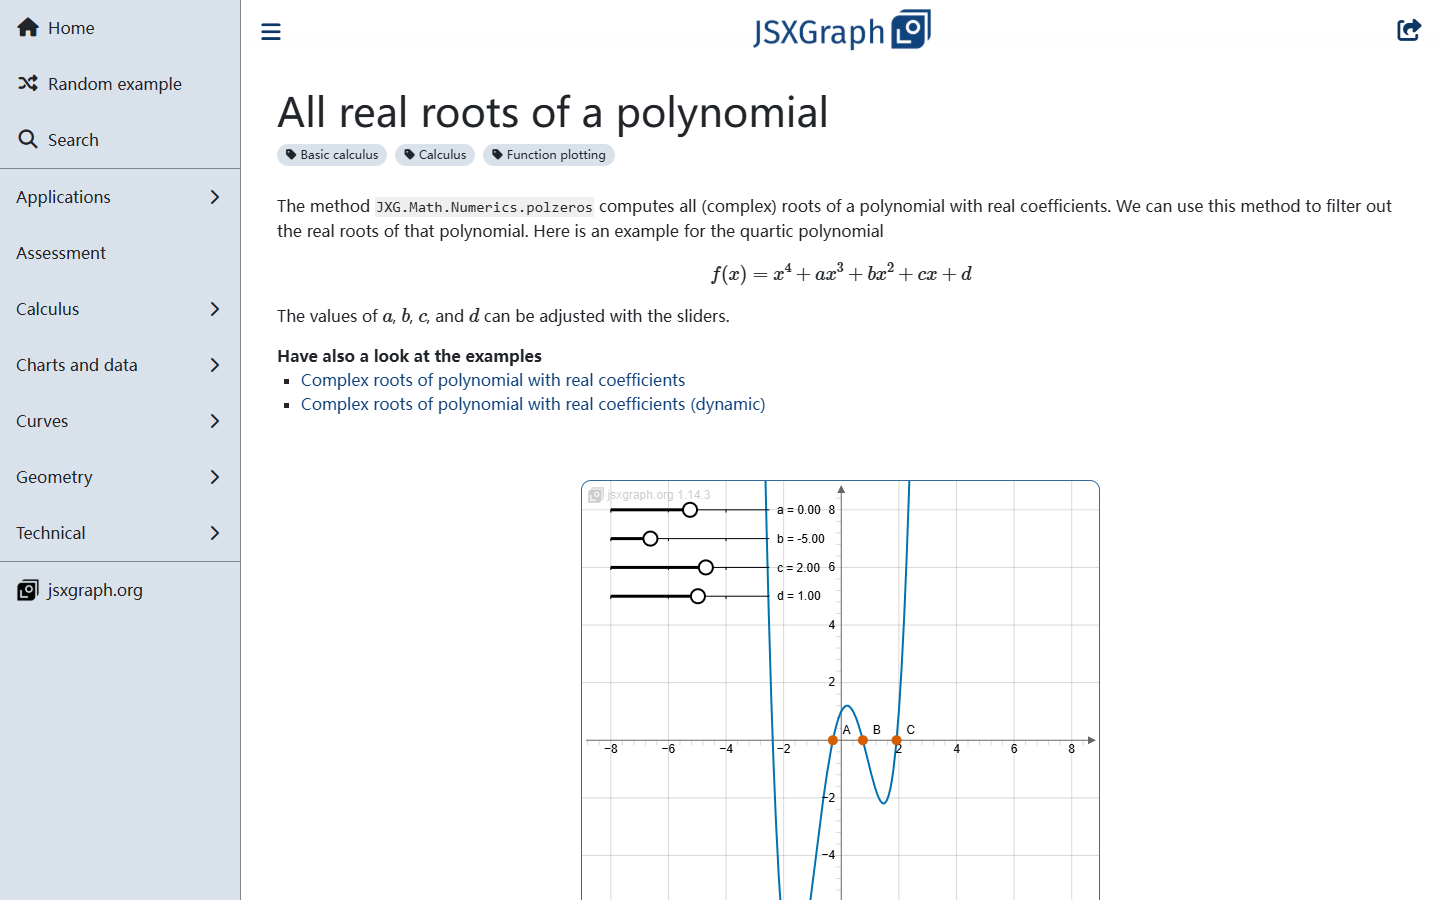 Home
Random example
Search
Applications
Assessment
Calculus
Charts and data
Curves
Geometry
Technical
jsxgraph.org
JSXGraph
All real roots of a polynomial
Basic calculus Calculus Function plotting
The method JXG.Math.Numerics.polzeros computes all (complex) roots of a polynomial with real coefficients. We can use this method to filter out
the real roots of that polynomial. Here is an example for the quartic polynomial
f(x) = x⁴ + ax³ + bx² + cx + d
The values of a, b, c, and d can be adjusted with the sliders.
Have also a look at the examples
Complex roots of polynomial with real coefficients
Complex roots of polynomial with real coefficients (dynamic)
jsxgraph.org 1.14.3
a = 0.00 8
b = -5.00
c = 2.00 6
d = 1.00
4
2
A B C
−8 −6 −4 −2 2 4 6 8
−2
−4